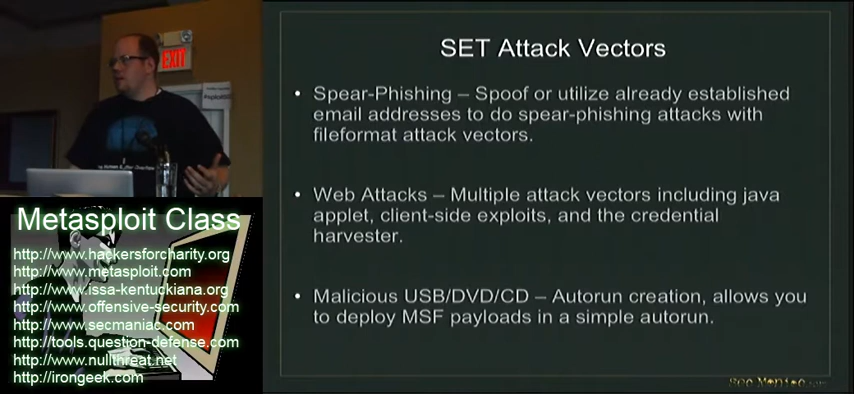 EXIT
SET Attack Vectors
• Spear-Phishing – Spoof or utilize already established
email addresses to do spear-phishing attacks with
fileformat attack vectors.
• Web Attacks – Multiple attack vectors including java
applet, client-side exploits, and the credential
harvester.
• Malicious USB/DVD/CD – Autorun creation, allows you
to deploy MSF payloads in a simple autorun.
Metasploit Class
http://www.hackersforcharity.org
http://www.metasploit.com
http://www.issa-kentuckiana.org
http://www.offensive-security.com
http://www.secmaniac.com
http://tools.question-defense.com
http://www.nullthreat.net
http://irongeek.com